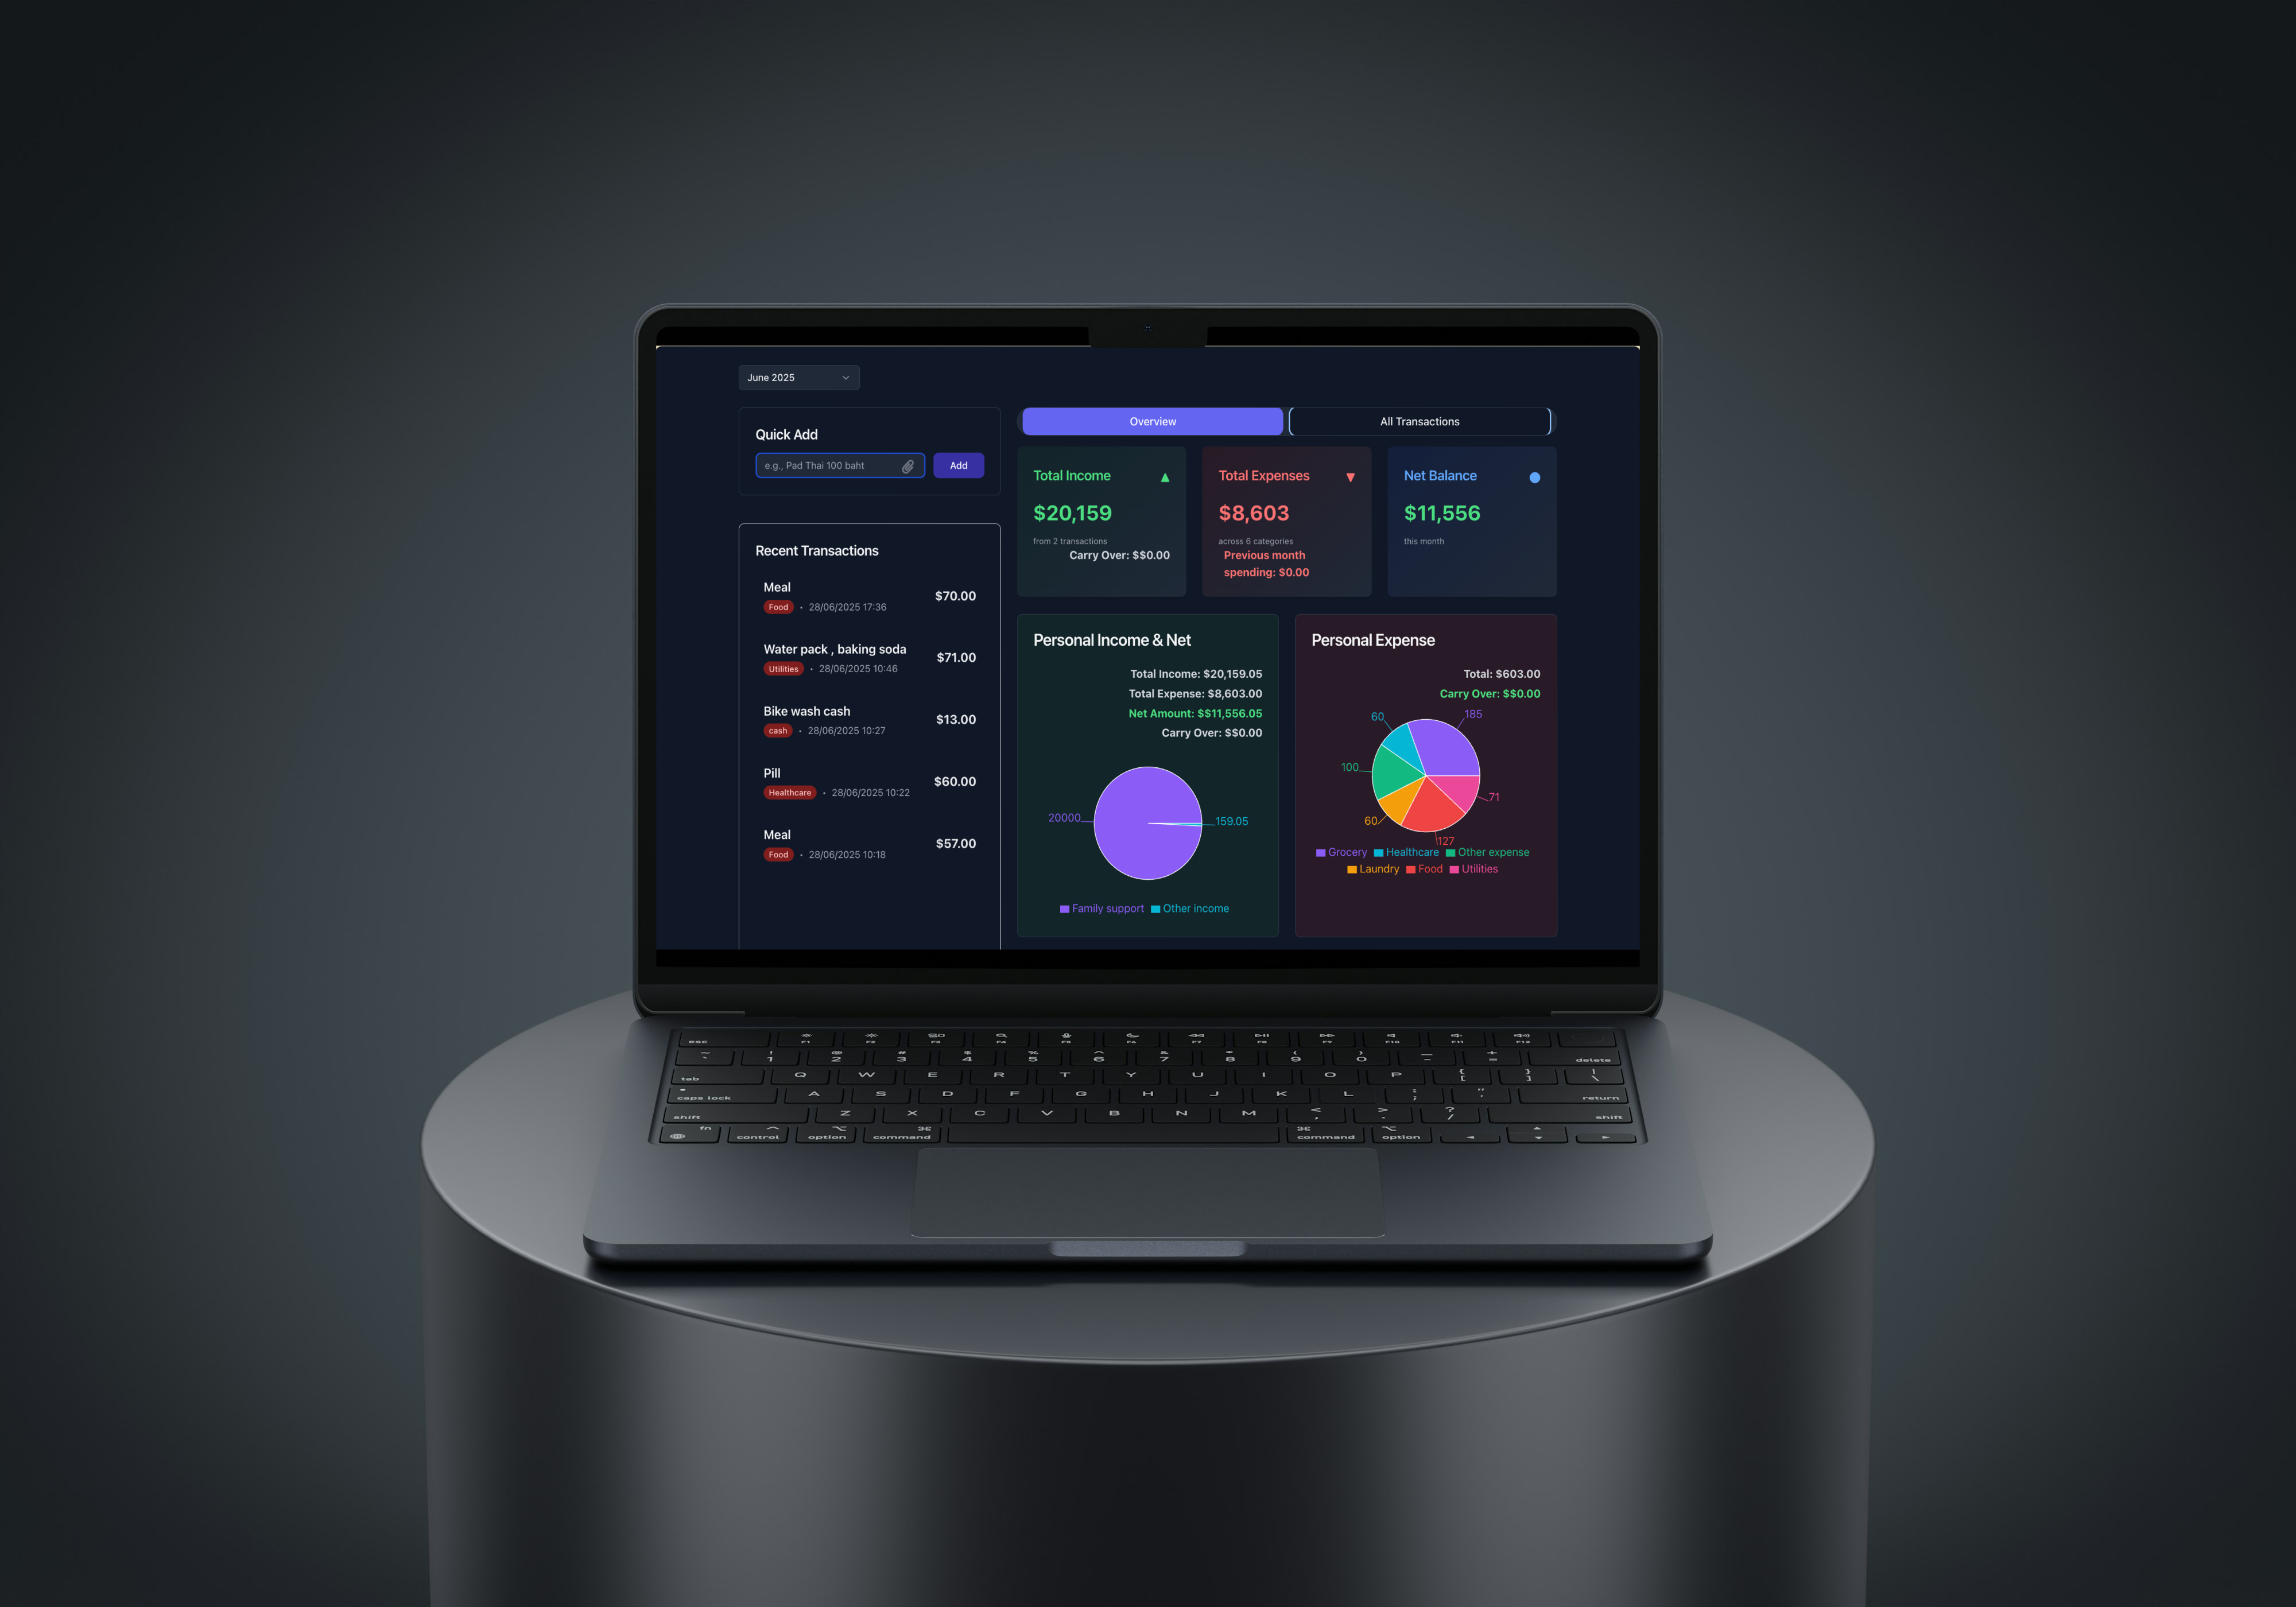 June 2025
Quick Add
e.g., Pad Thai 100 baht
Add
Recent Transactions
Meal
Food • 28/06/2025 17:36
$70.00
Water pack , baking soda
Utilities • 28/06/2025 10:46
$71.00
Bike wash cash
cash • 28/06/2025 10:27
$13.00
Pill
Healthcare • 28/06/2025 10:22
$60.00
Meal
Food • 28/06/2025 10:18
$57.00
Overview
All Transactions
Total Income
$20,159
from 2 transactions
Carry Over: $$0.00
Total Expenses
$8,603
across 6 categories
Previous month
spending: $0.00
Net Balance
$11,556
this month
Personal Income & Net
Total Income: $20,159.05
Total Expense: $8,603.00
Net Amount: $$11,556.05
Carry Over: $$0.00
20000
159.05
Family support Other income
Personal Expense
Total: $603.00
Carry Over: $$0.00
60
185
100
71
60
127
Grocery Healthcare Other expense
Laundry Food Utilities
esc F1 F2 F3 F4 F5 F6 F7 F8 F9 F10 F11 F12
~ ` ! 1 @ 2 # 3 $ 4 % 5 ^ 6 & 7 * 8 ( 9 ) 0 — - + = delete
tab Q W E R T Y U I O P { [ } ] | \
caps lock A S D F G H J K L : ; " ' return
shift Z X C V B N M < , > . ? / shift
fn control option command command option